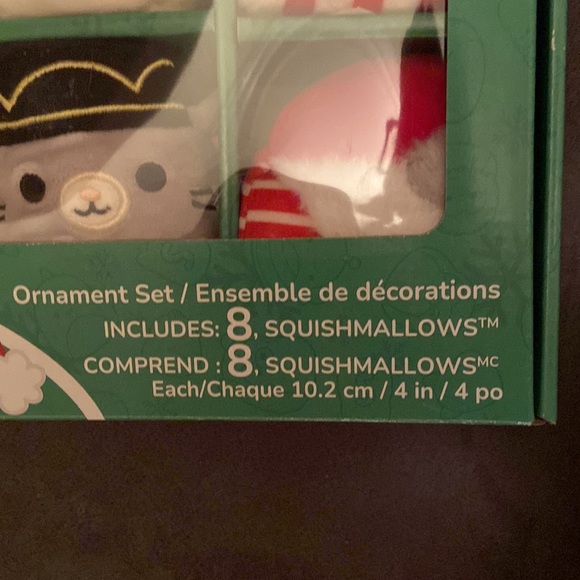 Ornament Set / Ensemble de décorations
INCLUDES: 8, SQUISHMALLOWS™
COMPREND : 8, SQUISHMALLOWSᴹᶜ
Each/Chaque 10.2 cm / 4 in / 4 po